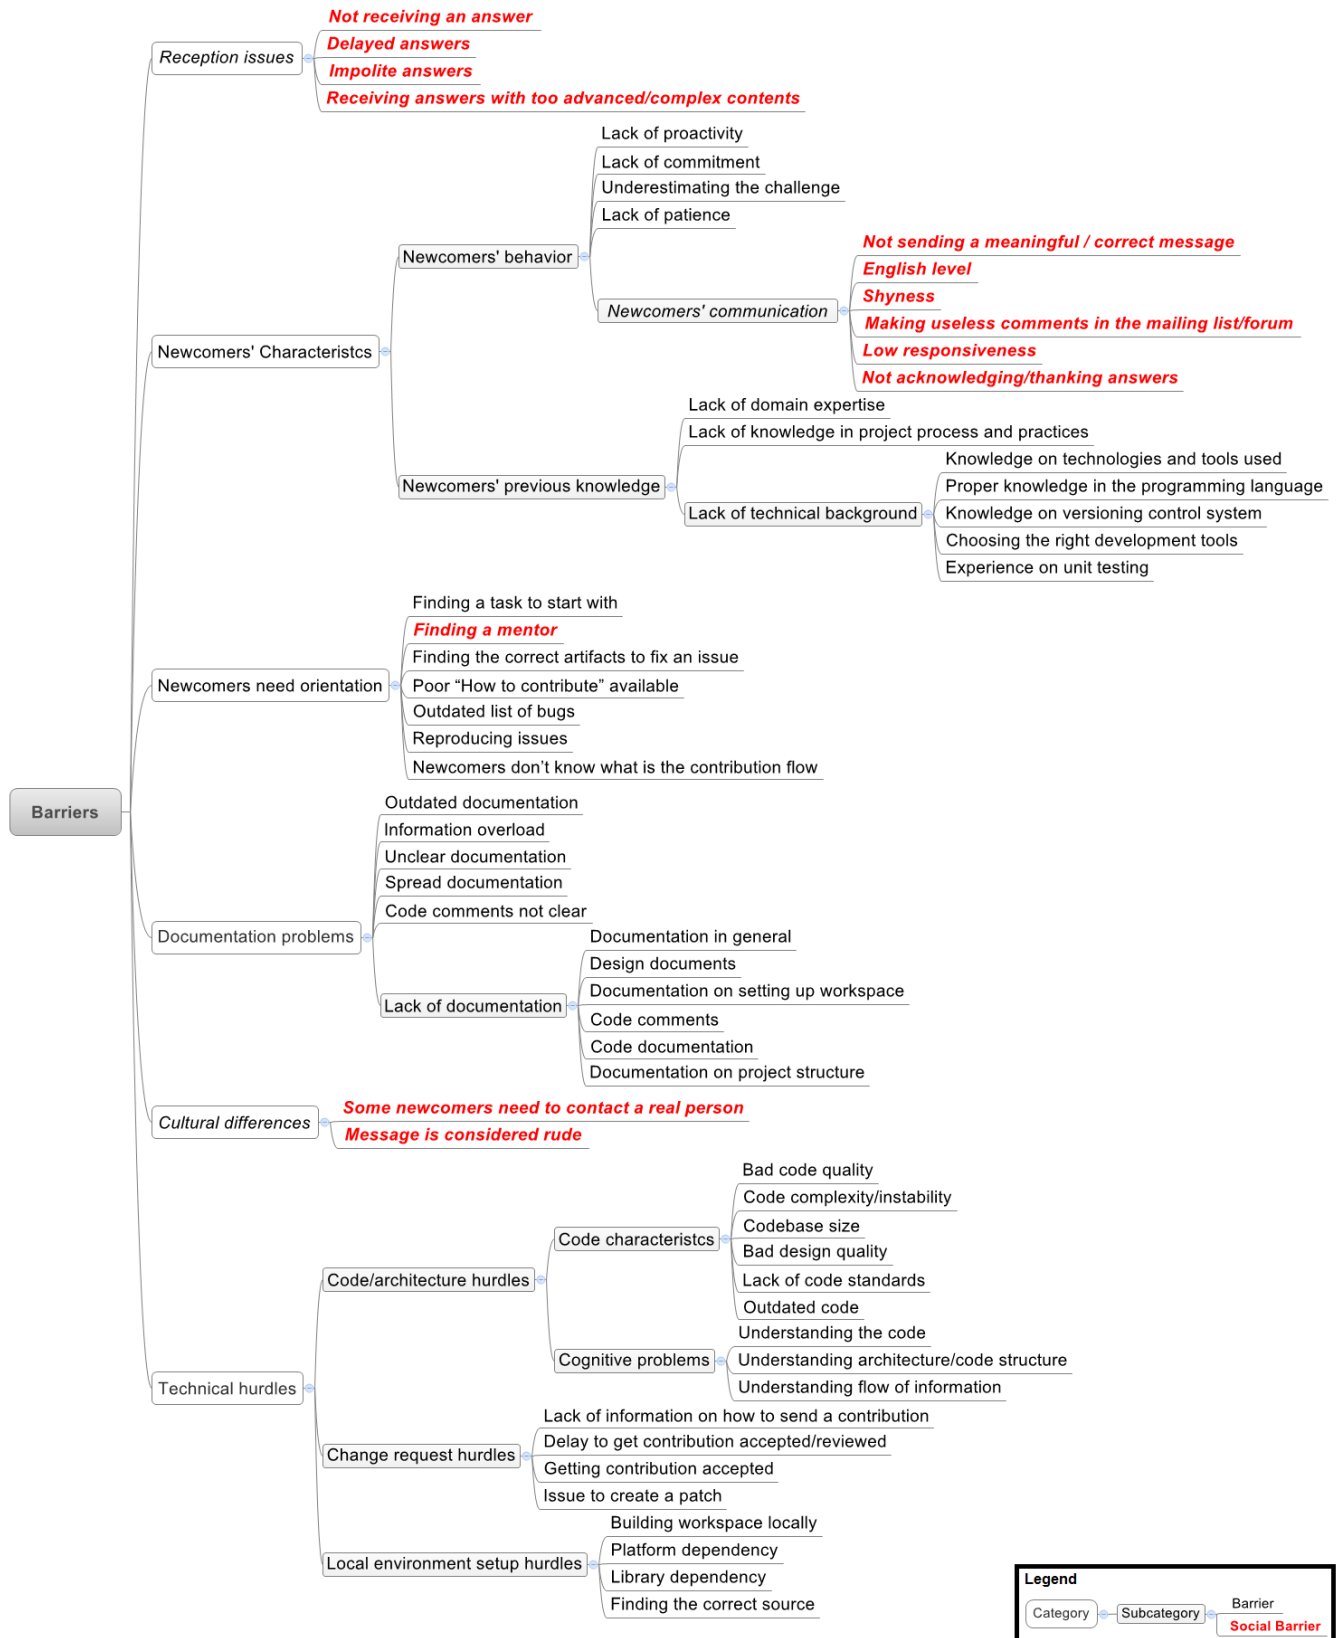 Not receiving an answer
Delayed answers
Reception issues
Impolite answers
Receiving answers with too advanced/complex contents
Lack of proactivity
Lack of commitment
Underestimating the challenge
Lack of patience
Newcomers' behavior
Not sending a meaningful / correct message
English level
Shyness
Newcomers' communication
Making useless comments in the mailing list/forum
Low responsiveness
Not acknowledging/thanking answers
Newcomers' Characteristcs
Lack of domain expertise
Lack of knowledge in project process and practices
Newcomers' previous knowledge
Knowledge on technologies and tools used
Proper knowledge in the programming language
Lack of technical background
Knowledge on versioning control system
Choosing the right development tools
Experience on unit testing
Finding a task to start with
Finding a mentor
Finding the correct artifacts to fix an issue
Newcomers need orientation
Poor “How to contribute” available
Outdated list of bugs
Reproducing issues
Newcomers don’t know what is the contribution flow
Barriers
Outdated documentation
Information overload
Unclear documentation
Spread documentation
Code comments not clear
Documentation problems
Documentation in general
Design documents
Documentation on setting up workspace
Lack of documentation
Code comments
Code documentation
Documentation on project structure
Some newcomers need to contact a real person
Cultural differences
Message is considered rude
Bad code quality
Code complexity/instability
Codebase size
Code characteristcs
Bad design quality
Lack of code standards
Outdated code
Code/architecture hurdles
Understanding the code
Cognitive problems
Understanding architecture/code structure
Understanding flow of information
Technical hurdles
Lack of information on how to send a contribution
Delay to get contribution accepted/reviewed
Change request hurdles
Getting contribution accepted
Issue to create a patch
Building workspace locally
Platform dependency
Local environment setup hurdles
Library dependency
Finding the correct source
Legend
Category
Subcategory
Barrier
Social Barrier